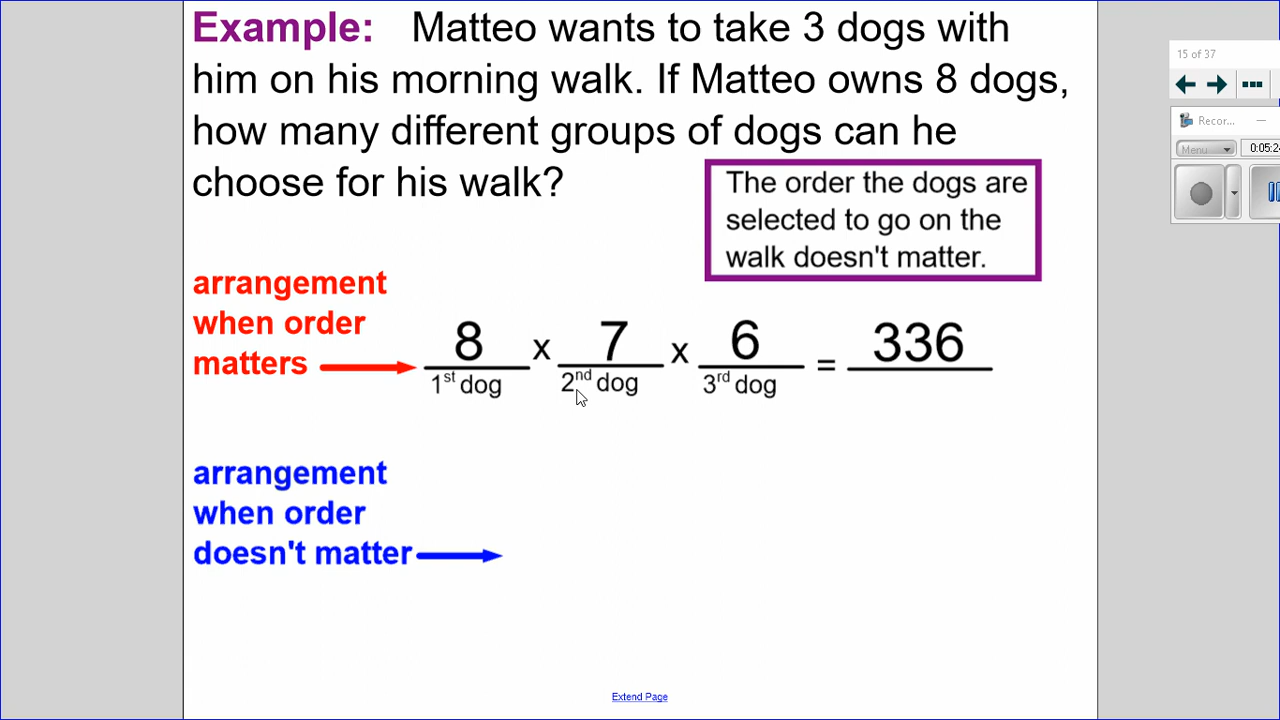 Example: Matteo wants to take 3 dogs with
him on his morning walk. If Matteo owns 8 dogs,
how many different groups of dogs can he
choose for his walk?
The order the dogs are
selected to go on the
walk doesn't matter.
arrangement
when order
matters
8 x 7 x 6 = 336
1st dog 2nd dog 3rd dog
arrangement
when order
doesn't matter
Extend Page
15 of 37
Recor...
Menu 0:05:2